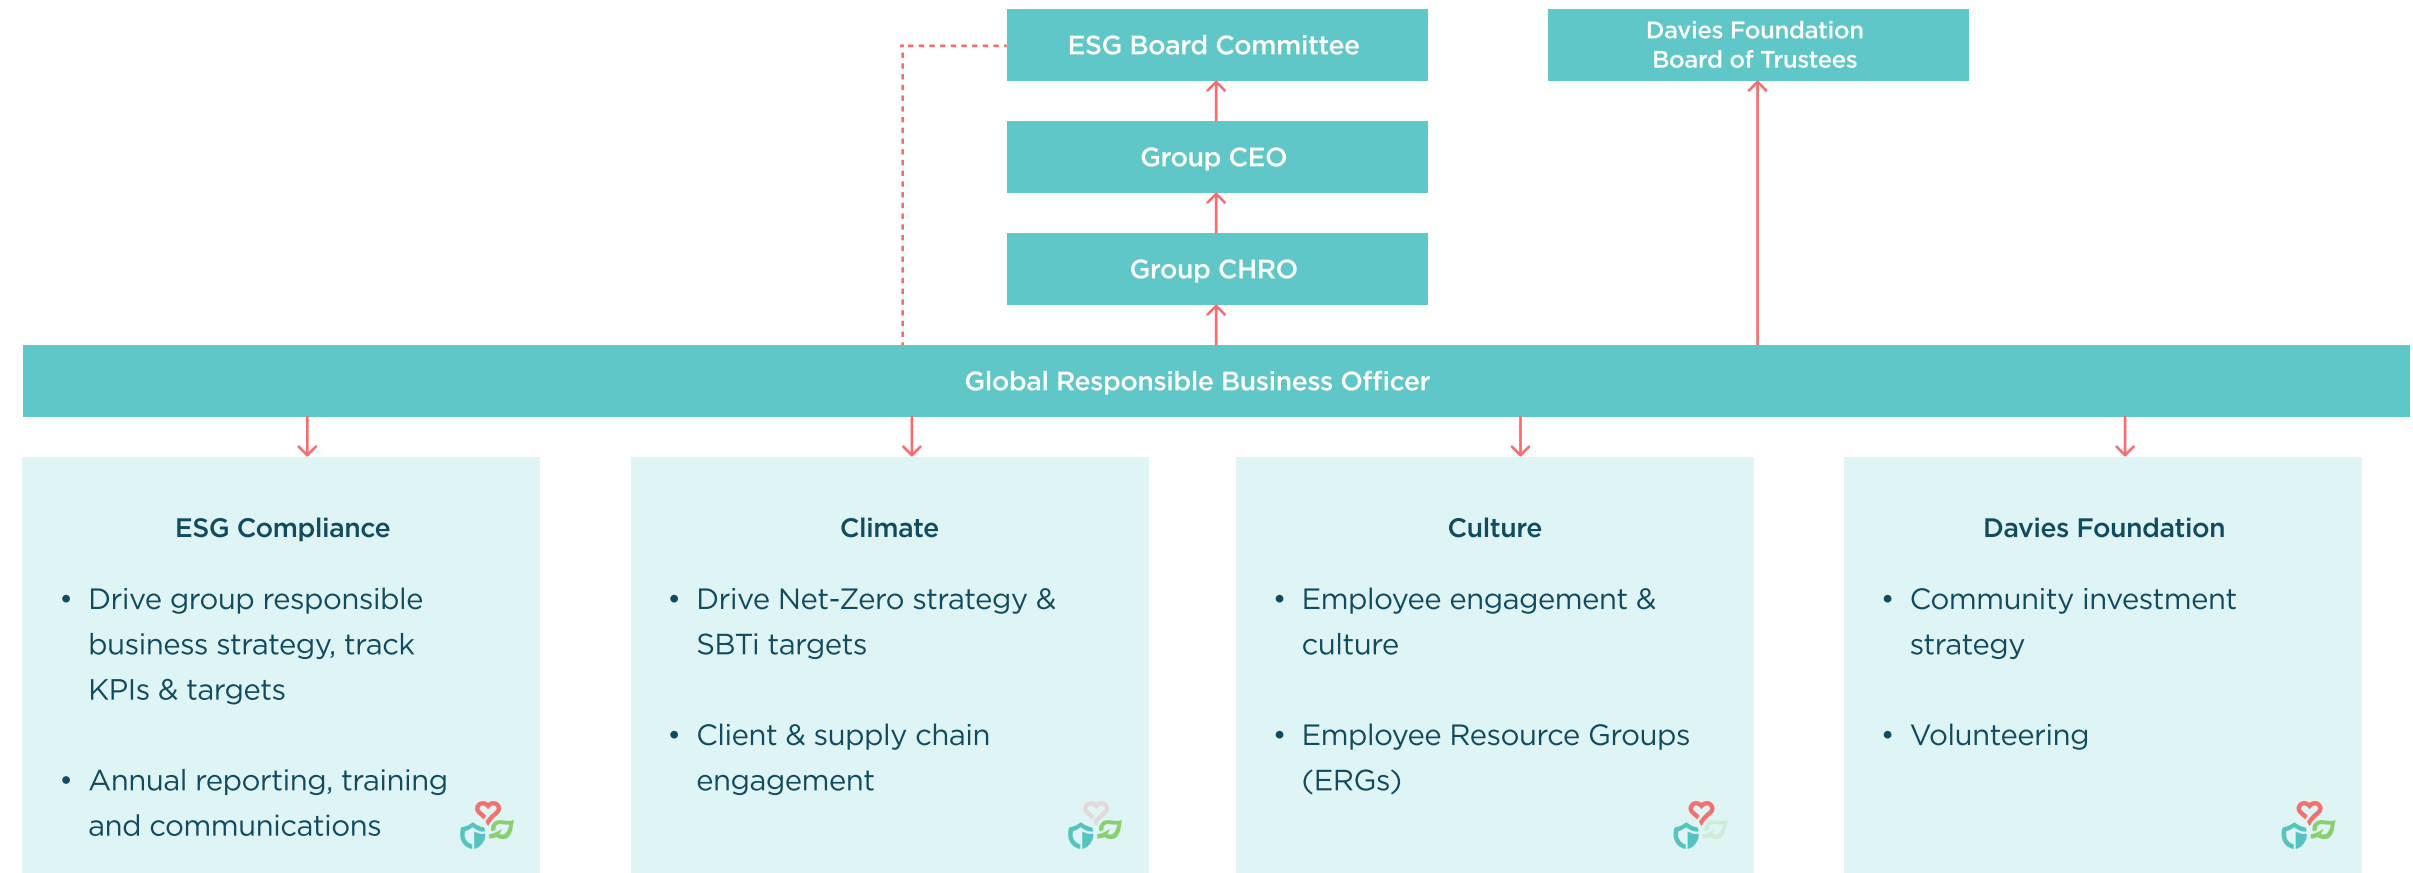 ESG Board Committee
Davies Foundation
Board of Trustees
Group CEO
Group CHRO
Global Responsible Business Officer
ESG Compliance
• Drive group responsible
business strategy, track
KPIs & targets
• Annual reporting, training
and communications
Climate
• Drive Net-Zero strategy &
SBTi targets
• Client & supply chain
engagement
Culture
• Employee engagement &
culture
• Employee Resource Groups
(ERGs)
Davies Foundation
• Community investment
strategy
• Volunteering